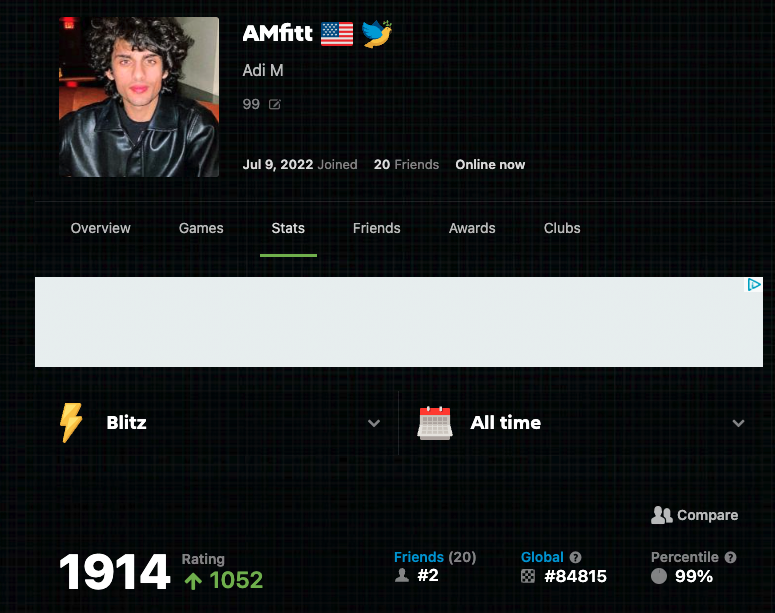 AMfitt
Adi M
99
Jul 9, 2022 Joined 20 Friends Online now
Overview Games Stats Friends Awards Clubs
Blitz All time
Compare
1914 Rating 1052
Friends (20) #2
Global #84815
Percentile 99%